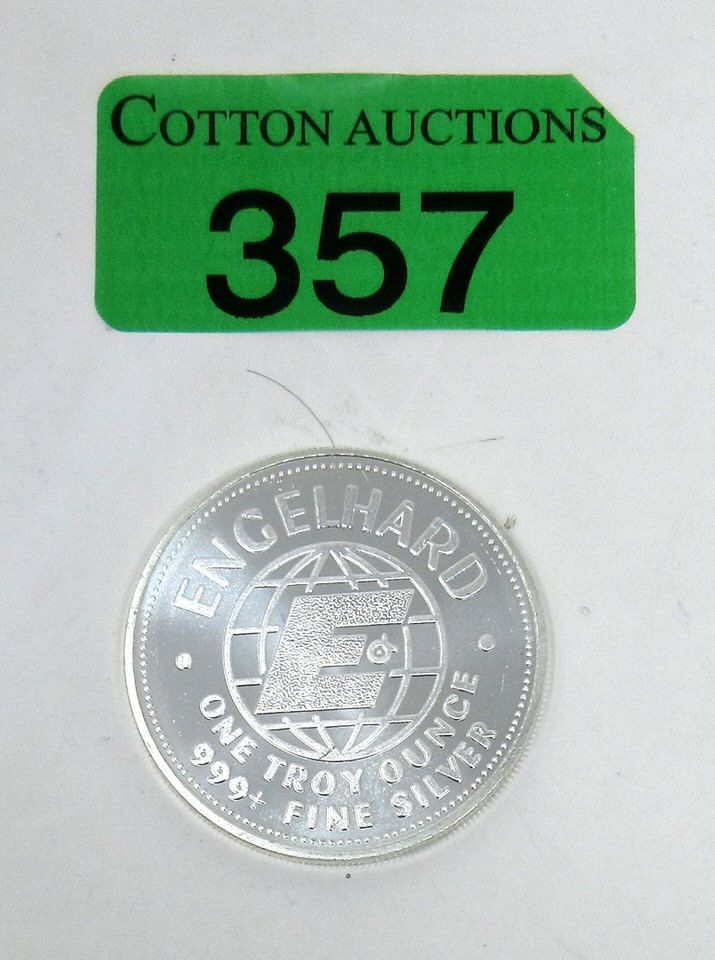 COTTON AUCTIONS
357
ENGELHARD
E
ONE TROY OUNCE
999+ FINE SILVER